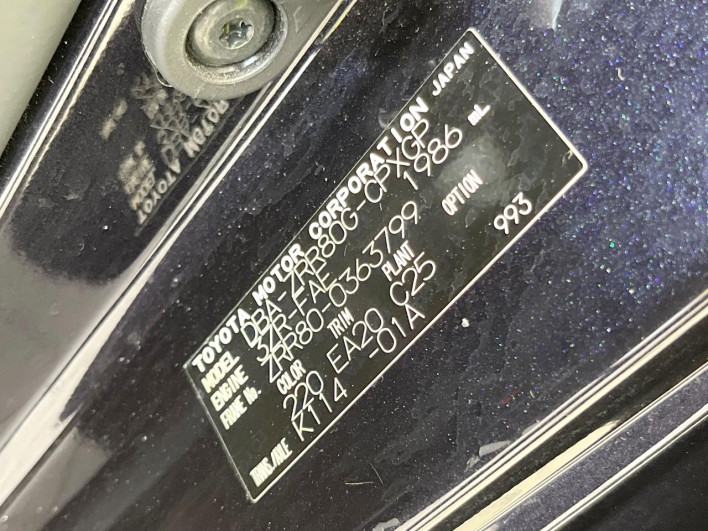 TOYOTA MOTOR CORPORATION JAPAN
MODEL DBA-ZRR80G-CPXGP
ENGINE 3ZR-FAE 1986 mL
FRAME No. ZRR80-0363799
COLOR TRIM PLANT OPTION
220 EA20 C25 993
TRANS/AXLE K114 -01A